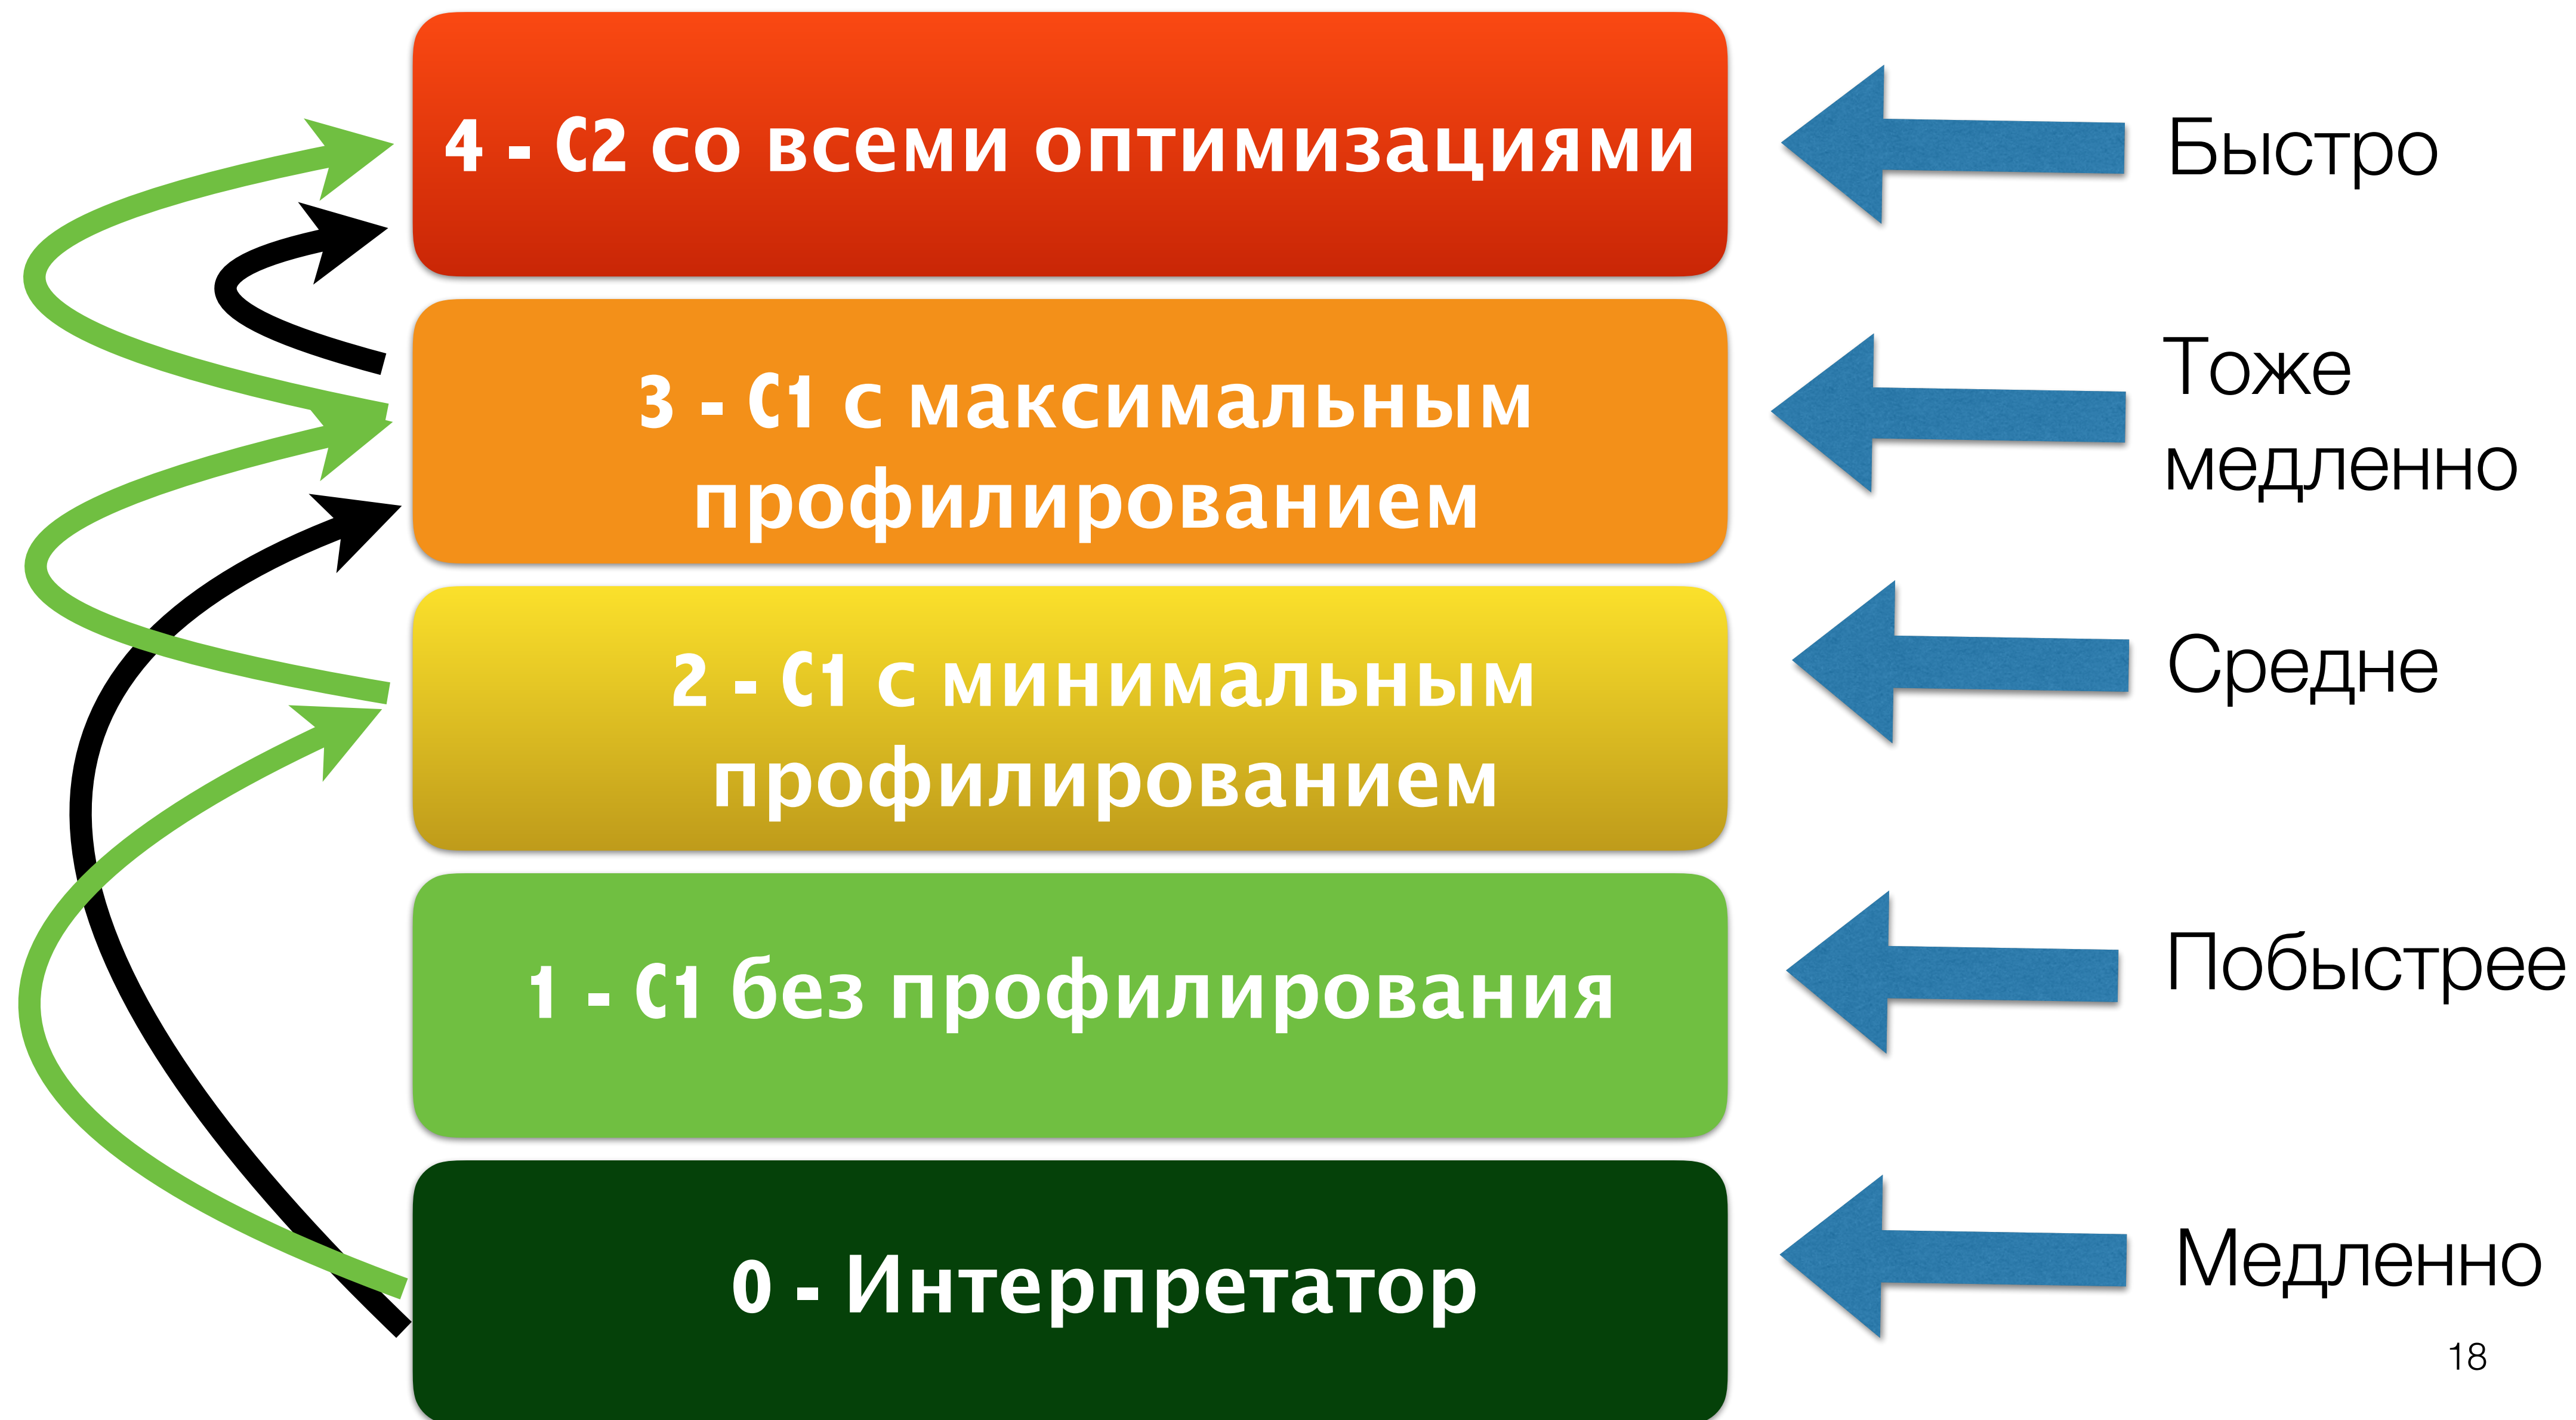 4 - C2 со всеми оптимизациями
Быстро
3 - C1 с максимальным
профилированием
Тоже
медленно
2 - C1 с минимальным
профилированием
Средне
1 - C1 без профилирования
Побыстрее
0 - Интерпретатор
Медленно
18